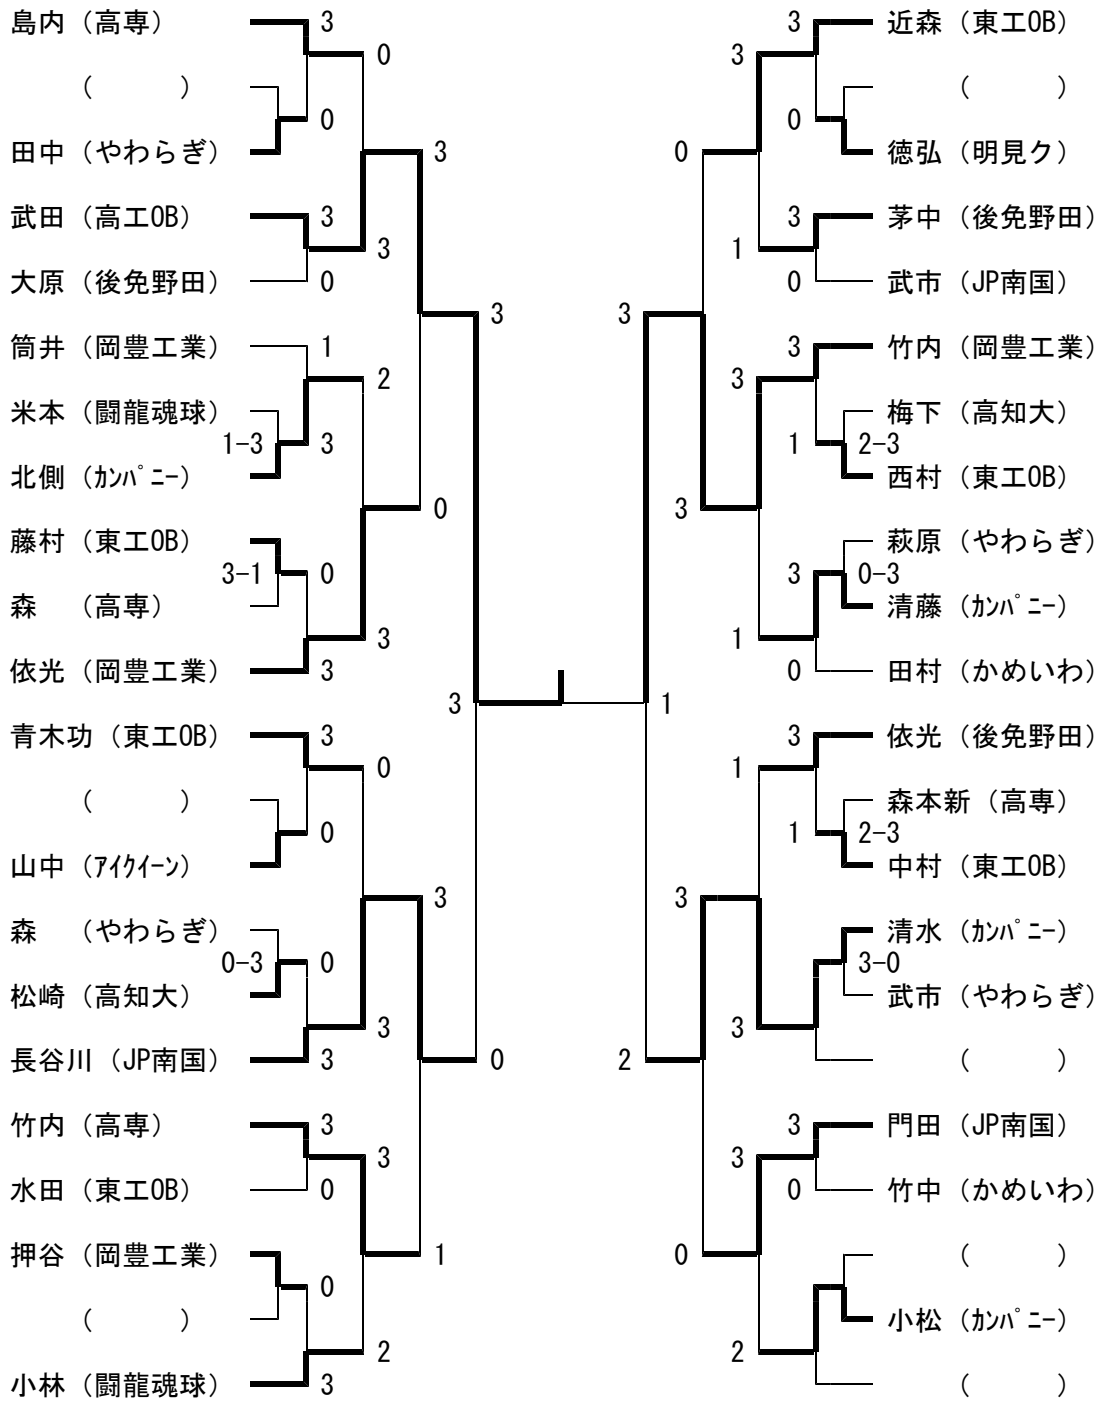 島内（高専） 3 3 近森（東工OB）
0 3
（　　　） （　　　）
0 0
田中（やわらぎ） 3 0 徳弘（明見ク）
武田（高工OB） 3 3 茅中（後免野田）
3 1
大原（後免野田） 0 0 武市（JP南国）
3 3
筒井（岡豊工業） 1 3 竹内（岡豊工業）
2 3
米本（闘龍魂球） 梅下（高知大）
1-3 3 1 2-3
北側（ｶﾝﾊﾟﾆｰ） 西村（東工OB）
0 3
藤村（東工OB） 萩原（やわらぎ）
3-1 0 3 0-3
森　（高専） 清藤（ｶﾝﾊﾟﾆｰ）
3 1
依光（岡豊工業） 3 0 田村（かめいわ）
3 1
青木功（東工OB） 3 3 依光（後免野田）
0 1
（　　　） 森本新（高専）
0 1 2-3
山中（ｱｲｸｲｰﾝ） 中村（東工OB）
3 3
森　（やわらぎ） 清水（ｶﾝﾊﾟﾆｰ）
0-3 0 3-0
松崎（高知大） 武市（やわらぎ）
3 3
長谷川（JP南国） 3 0 2 （　　　）
竹内（高専） 3 3 門田（JP南国）
3 3
水田（東工OB） 0 0 竹中（かめいわ）
押谷（岡豊工業） 1 0 （　　　）
0
（　　　） 小松（ｶﾝﾊﾟﾆｰ）
2 2
小林（闘龍魂球） 3 （　　　）